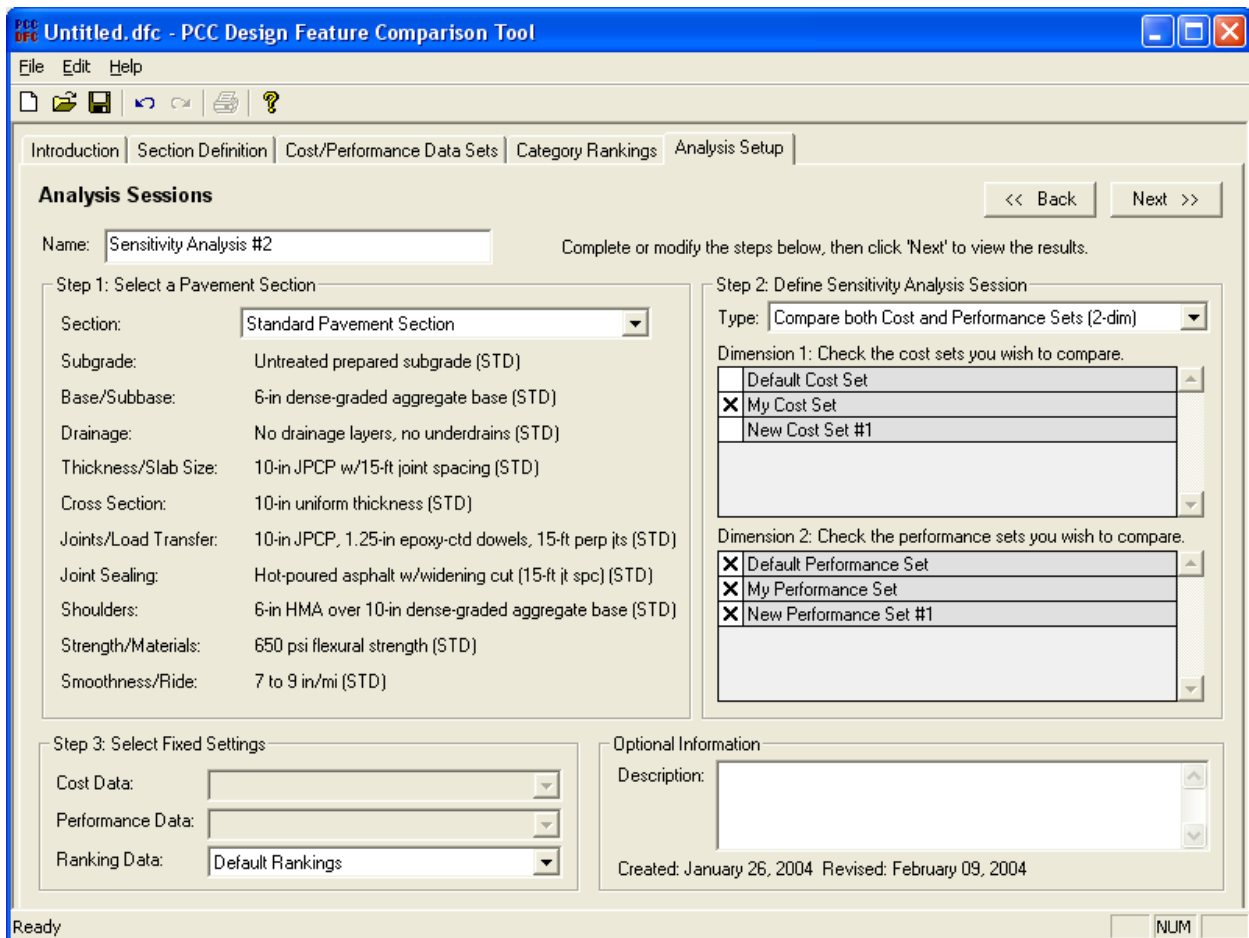 PCC DFC Untitled.dfc - PCC Design Feature Comparison Tool
File Edit Help
Introduction Section Definition Cost/Performance Data Sets Category Rankings Analysis Setup
Analysis Sessions
<< Back Next >>
Name: Sensitivity Analysis #2
Complete or modify the steps below, then click 'Next' to view the results.
Step 1: Select a Pavement Section
Section: Standard Pavement Section
Subgrade: Untreated prepared subgrade (STD)
Base/Subbase: 6-in dense-graded aggregate base (STD)
Drainage: No drainage layers, no underdrains (STD)
Thickness/Slab Size: 10-in JPCP w/15-ft joint spacing (STD)
Cross Section: 10-in uniform thickness (STD)
Joints/Load Transfer: 10-in JPCP, 1.25-in epoxy-ctd dowels, 15-ft perp jts (STD)
Joint Sealing: Hot-poured asphalt w/widening cut (15-ft jt spc) (STD)
Shoulders: 6-in HMA over 10-in dense-graded aggregate base (STD)
Strength/Materials: 650 psi flexural strength (STD)
Smoothness/Ride: 7 to 9 in/mi (STD)
Step 2: Define Sensitivity Analysis Session
Type: Compare both Cost and Performance Sets (2-dim)
Dimension 1: Check the cost sets you wish to compare.
Default Cost Set
X My Cost Set
New Cost Set #1
Dimension 2: Check the performance sets you wish to compare.
X Default Performance Set
X My Performance Set
X New Performance Set #1
Step 3: Select Fixed Settings
Cost Data:
Performance Data:
Ranking Data: Default Rankings
Optional Information
Description:
Created: January 26, 2004 Revised: February 09, 2004
Ready NUM